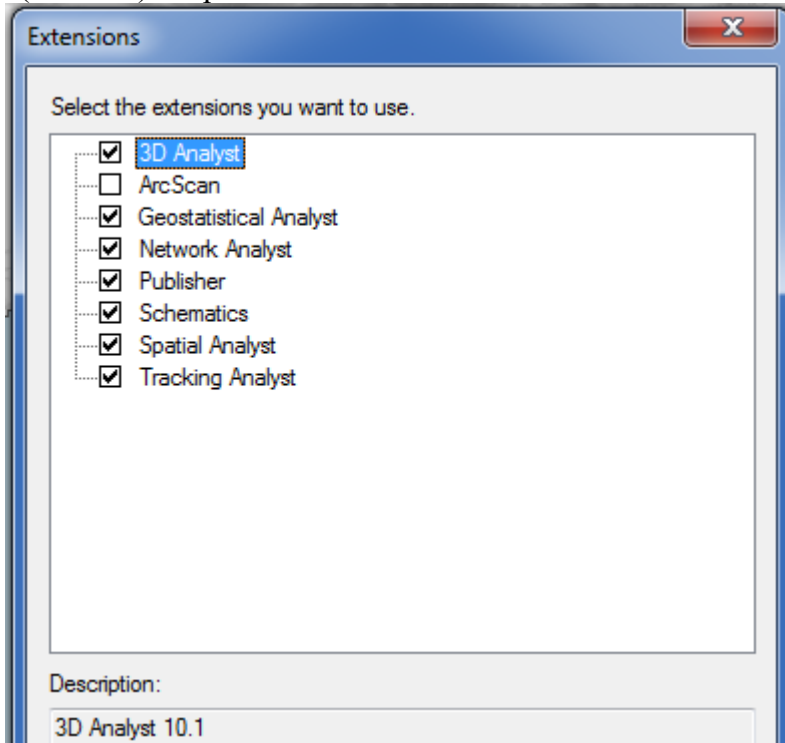 Extensions
Select the extensions you want to use.
3D Analyst
ArcScan
Geostatistical Analyst
Network Analyst
Publisher
Schematics
Spatial Analyst
Tracking Analyst
Description:
3D Analyst 10.1